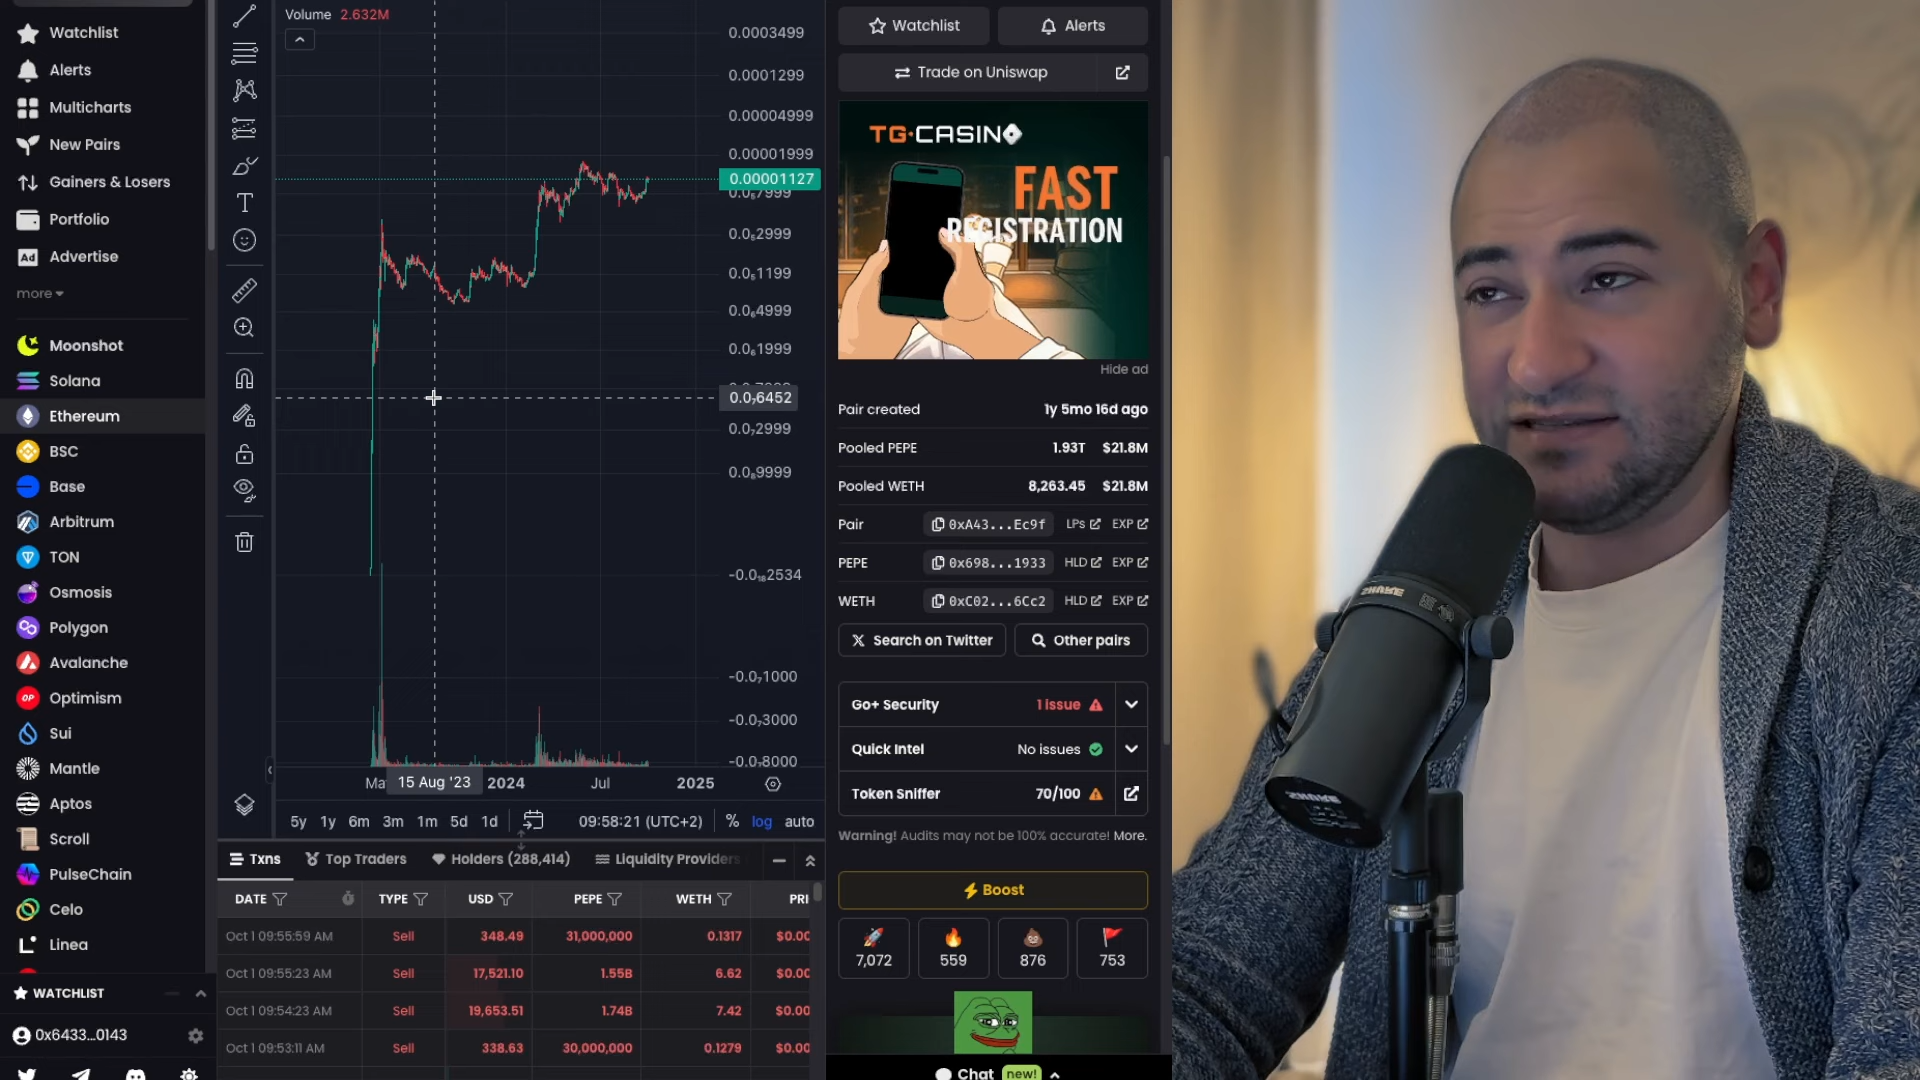 Watchlist
Alerts
Multicharts
New Pairs
Gainers & Losers
Portfolio
Ad Advertise
more
Moonshot
Solana
Ethereum
BSC
Base
Arbitrum
TON
Osmosis
Polygon
Avalanche
OP Optimism
Sui
Mantle
Aptos
Scroll
PulseChain
Celo
Linea
WATCHLIST
0x6433...0143
Volume 2.632M
0.0003499
0.0001299
0.00004999
0.00001999
0.00001127
0.0₅7999
0.0₅2999
0.0₅1199
0.0₆4999
0.0₆1999
0.0₇6452
0.0₇2999
0.0₈9999
-0.0₁₈2534
-0.0₇1000
-0.0₇3000
-0.0₇8000
15 Aug '23 2024 Jul 2025
5y 1y 6m 3m 1m 5d 1d 09:58:21 (UTC+2) % log auto
Txns Top Traders Holders (288,414) Liquidity Providers
DATE TYPE USD PEPE WETH PRI
Oct 1 09:55:59 AM Sell 348.49 31,000,000 0.1317 $0.00
Oct 1 09:55:23 AM Sell 17,521.10 1.55B 6.62 $0.00
Oct 1 09:54:23 AM Sell 19,653.51 1.74B 7.42 $0.00
Oct 1 09:53:11 AM Sell 338.63 30,000,000 0.1279 $0.00
Watchlist Alerts
Trade on Uniswap
TG·CASINO
FAST
REGISTRATION
Hide ad
Pair created 1y 5mo 16d ago
Pooled PEPE 1.93T $21.8M
Pooled WETH 8,263.45 $21.8M
Pair 0xA43...Ec9f LPs EXP
PEPE 0x698...1933 HLD EXP
WETH 0xC02...6Cc2 HLD EXP
Search on Twitter Other pairs
Go+ Security 1 issue
Quick Intel No issues
Token Sniffer 70/100
Warning! Audits may not be 100% accurate! More.
Boost
7,072 559 876 753
Chat new!
SHURE